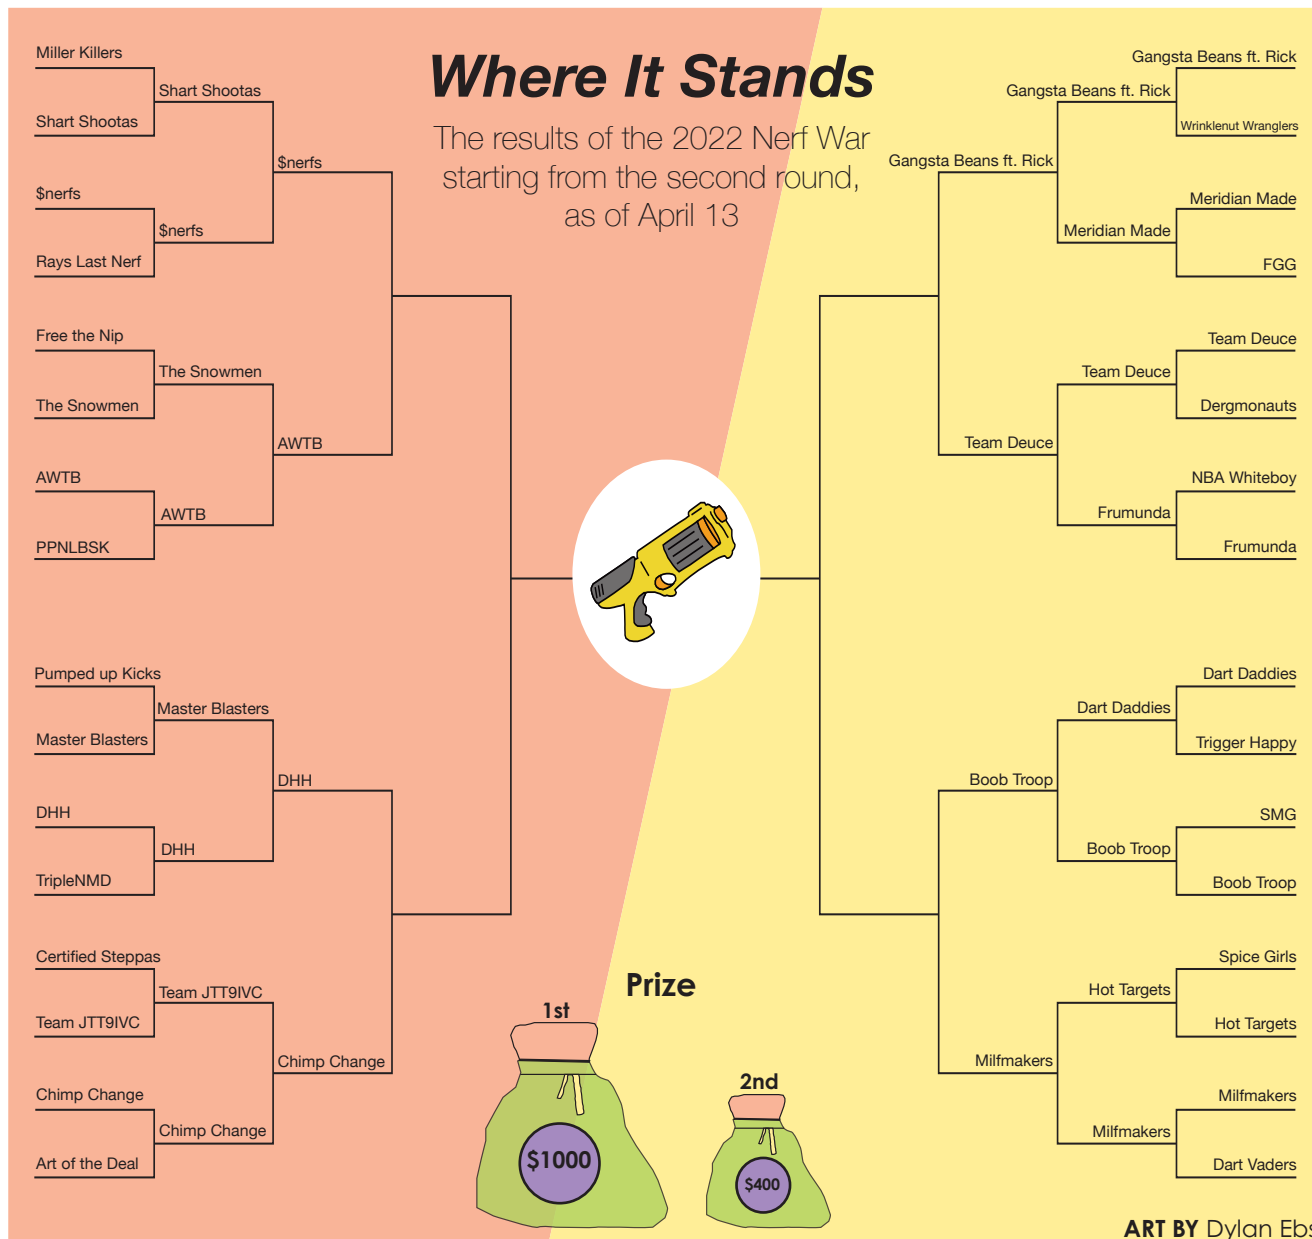 Where It Stands
The results of the 2022 Nerf War
starting from the second round,
as of April 13
Miller Killers
Shart Shootas
Shart Shootas
$nerfs
$nerfs
$nerfs
Rays Last Nerf
Free the Nip
The Snowmen
The Snowmen
AWTB
AWTB
AWTB
PPNLBSK
Pumped up Kicks
Master Blasters
Master Blasters
DHH
DHH
DHH
TripleNMD
Certified Steppas
Team JTT9IVC
Team JTT9IVC
Chimp Change
Chimp Change
Chimp Change
Art of the Deal
Gangsta Beans ft. Rick
Gangsta Beans ft. Rick
Wrinklenut Wranglers
Gangsta Beans ft. Rick
Meridian Made
Meridian Made
FGG
Team Deuce
Team Deuce
Dergmonauts
Team Deuce
NBA Whiteboy
Frumunda
Frumunda
Dart Daddies
Dart Daddies
Trigger Happy
Boob Troop
SMG
Boob Troop
Boob Troop
Spice Girls
Hot Targets
Hot Targets
Milfmakers
Milfmakers
Milfmakers
Dart Vaders
Prize
1st
$1000
2nd
$400
ART BY Dylan Ebs